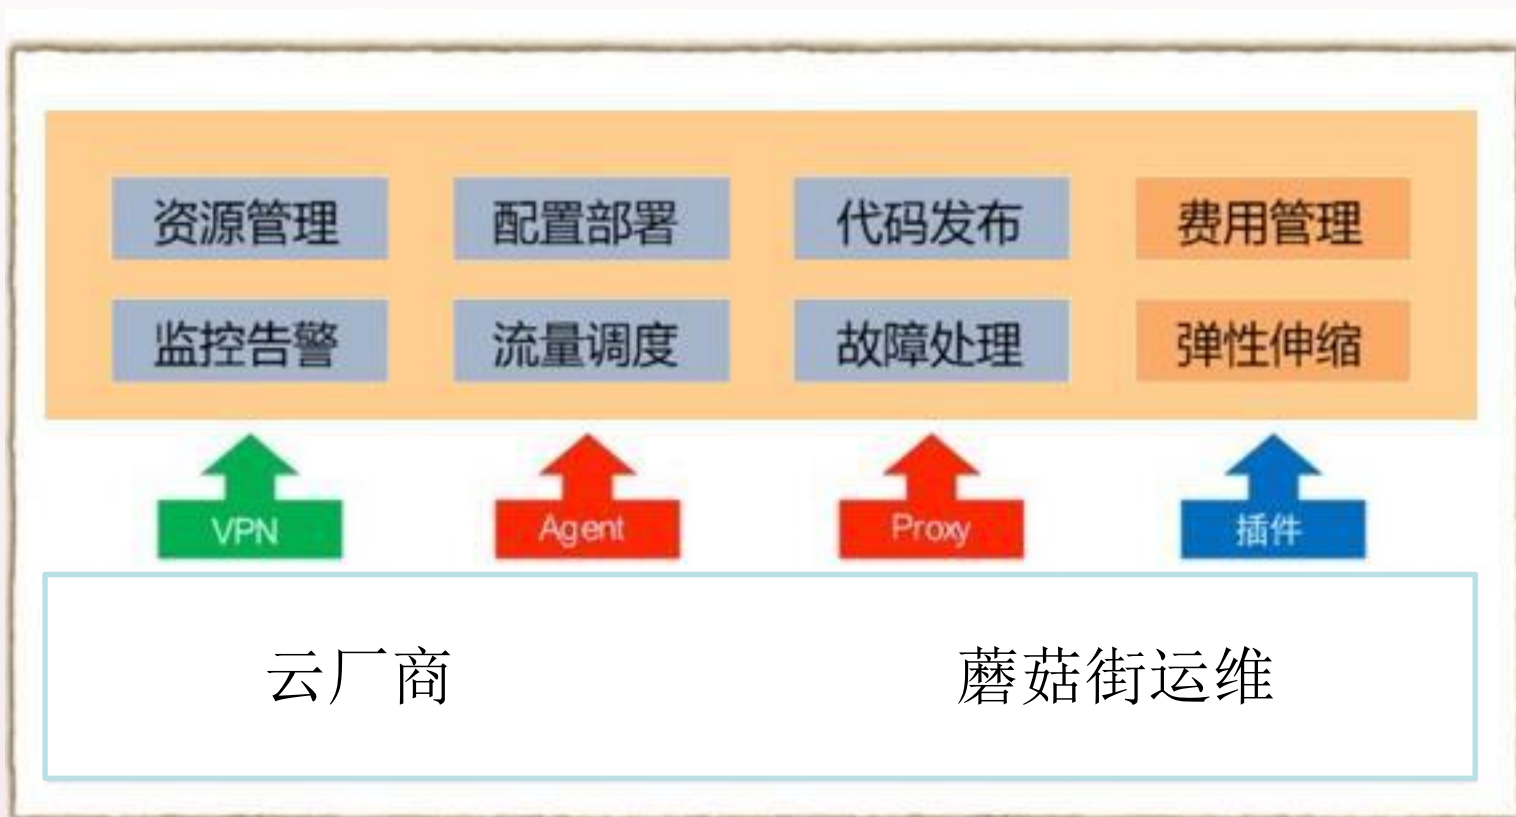 资源管理 配置部署 代码发布 费用管理
监控告警 流量调度 故障处理 弹性伸缩
VPN Agent Proxy 插件
云厂商 蘑菇街运维